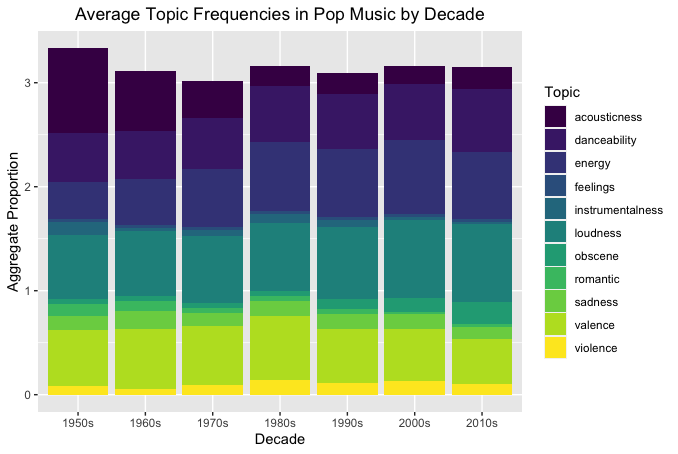 Average Topic Frequencies in Pop Music by Decade
Aggregate Proportion
3
2
1
0
1950s 1960s 1970s 1980s 1990s 2000s 2010s
Decade
Topic
acousticness
danceability
energy
feelings
instrumentalness
loudness
obscene
romantic
sadness
valence
violence